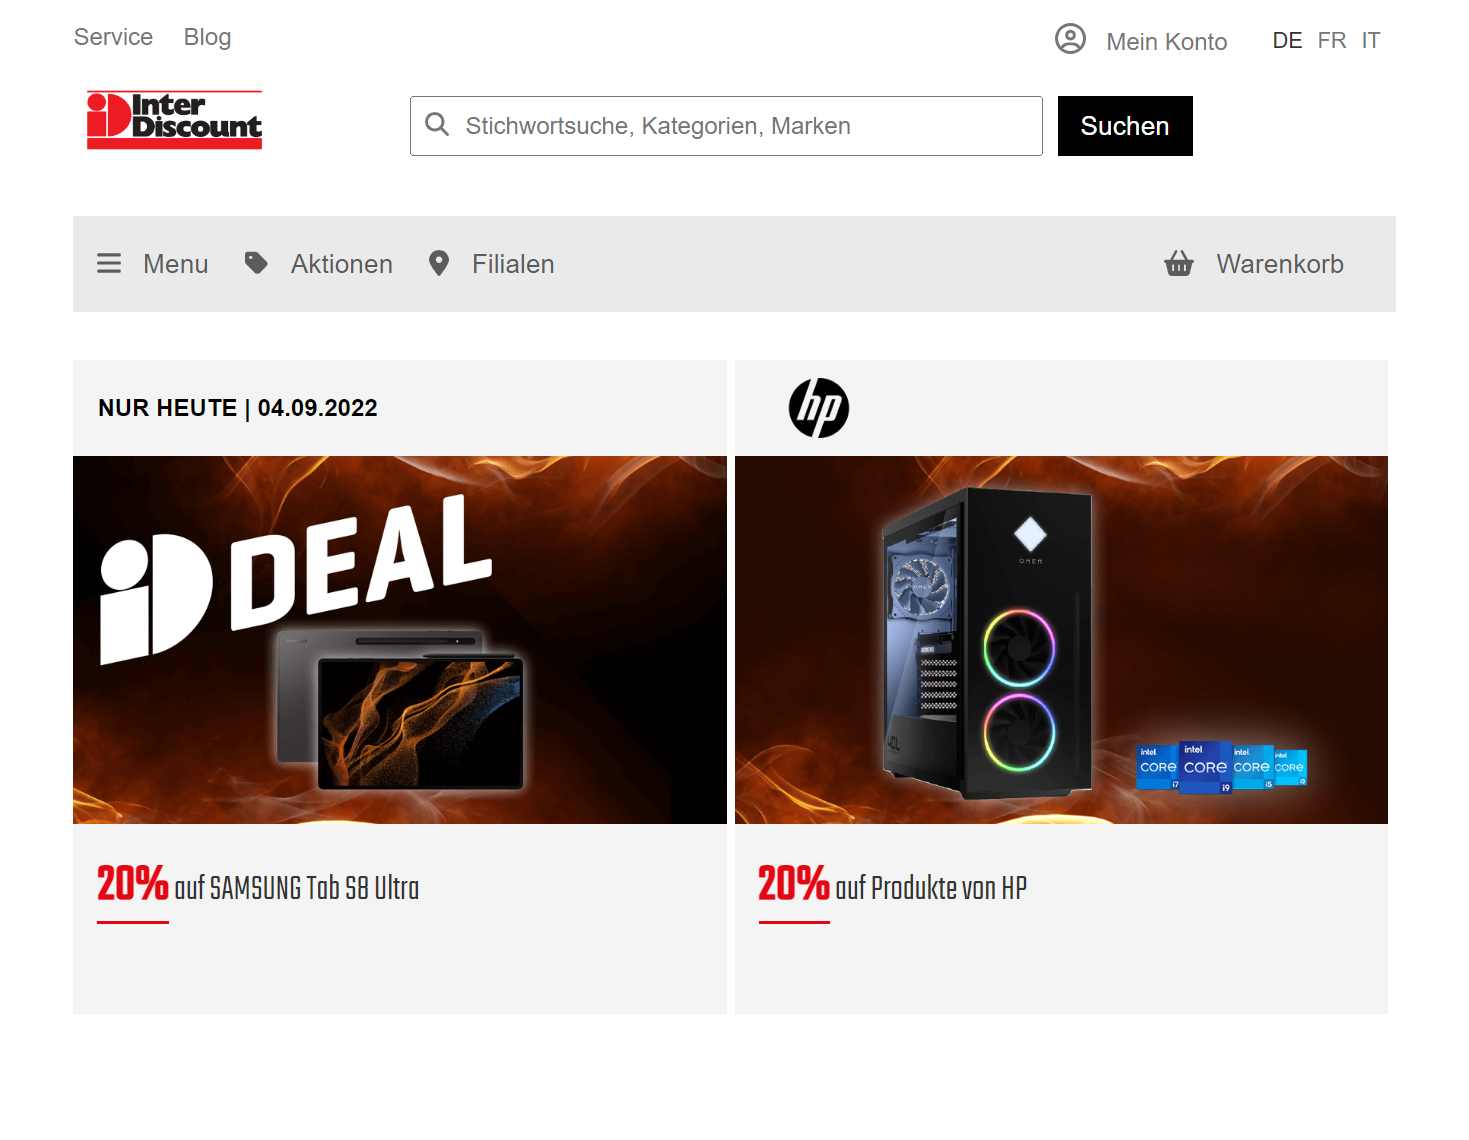 Service Blog Mein Konto DE FR IT
Inter
Discount
Stichwortsuche, Kategorien, Marken Suchen
Menu Aktionen Filialen Warenkorb
NUR HEUTE | 04.09.2022
hp
iD DEAL
OMEN
OMEN
intel CORE i7
intel CORE i9
intel CORE i5
intel CORE i3
20% auf SAMSUNG Tab S8 Ultra
20% auf Produkte von HP